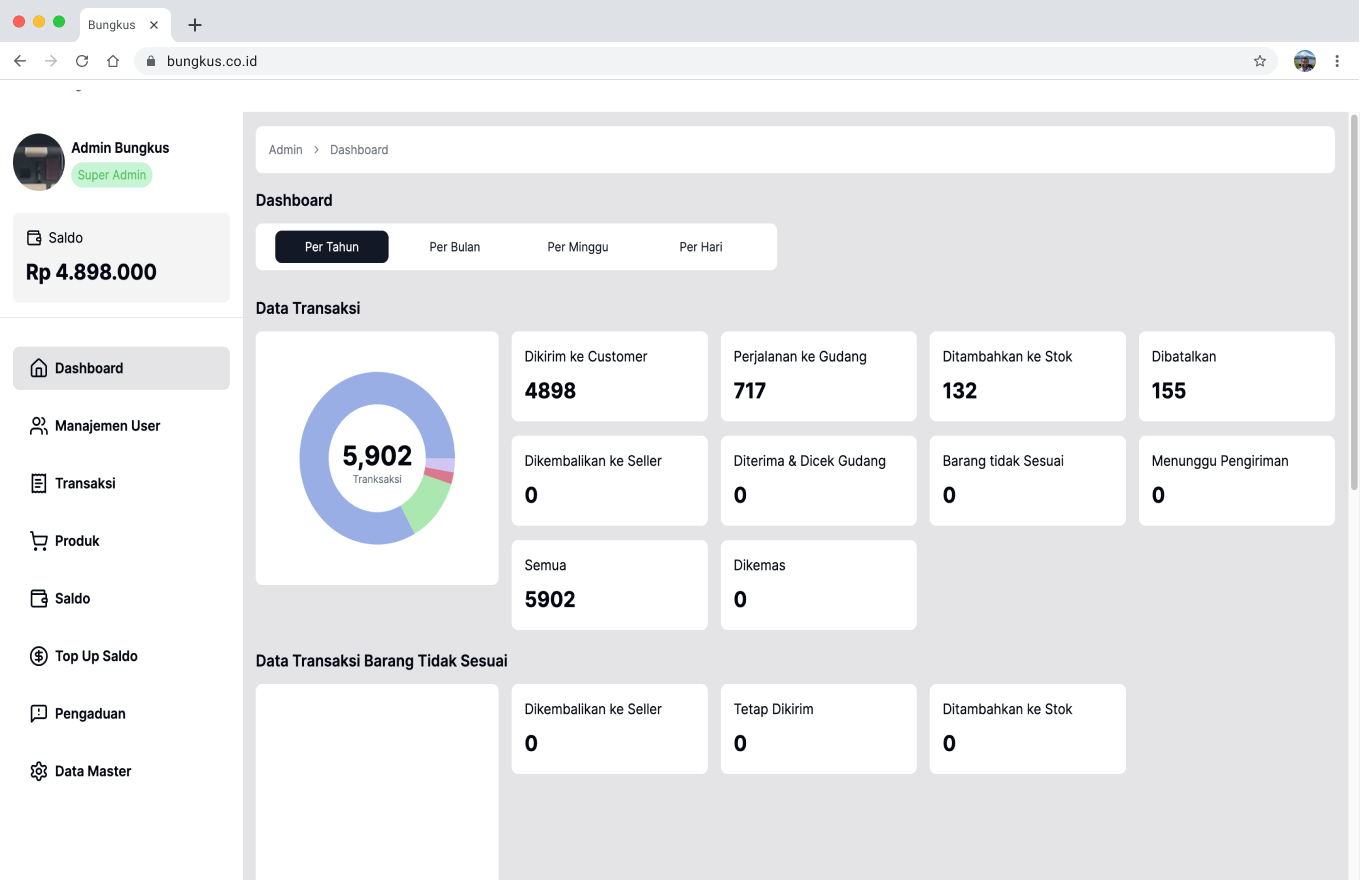 Bungkus
bungkus.co.id
Admin Bungkus
Super Admin
Saldo
Rp 4.898.000
Dashboard
Manajemen User
Transaksi
Produk
Saldo
Top Up Saldo
Pengaduan
Data Master
Admin > Dashboard
Dashboard
Per Tahun Per Bulan Per Minggu Per Hari
Data Transaksi
5,902
Tranksaksi
Dikirim ke Customer
4898
Perjalanan ke Gudang
717
Ditambahkan ke Stok
132
Dibatalkan
155
Dikembalikan ke Seller
0
Diterima & Dicek Gudang
0
Barang tidak Sesuai
0
Menunggu Pengiriman
0
Semua
5902
Dikemas
0
Data Transaksi Barang Tidak Sesuai
Dikembalikan ke Seller
0
Tetap Dikirim
0
Ditambahkan ke Stok
0